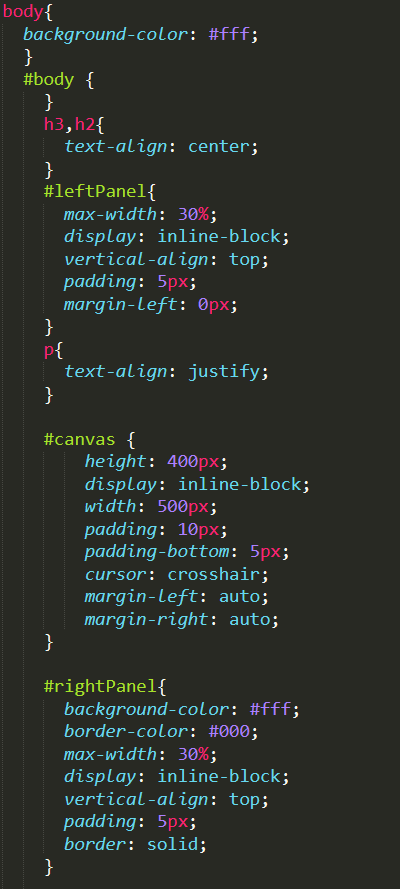 body{
background-color: #fff;
}
#body {
}
h3,h2{
text-align: center;
}
#leftPanel{
max-width: 30%;
display: inline-block;
vertical-align: top;
padding: 5px;
margin-left: 0px;
}
p{
text-align: justify;
}
#canvas {
height: 400px;
display: inline-block;
width: 500px;
padding: 10px;
padding-bottom: 5px;
cursor: crosshair;
margin-left: auto;
margin-right: auto;
}
#rightPanel{
background-color: #fff;
border-color: #000;
max-width: 30%;
display: inline-block;
vertical-align: top;
padding: 5px;
border: solid;
}